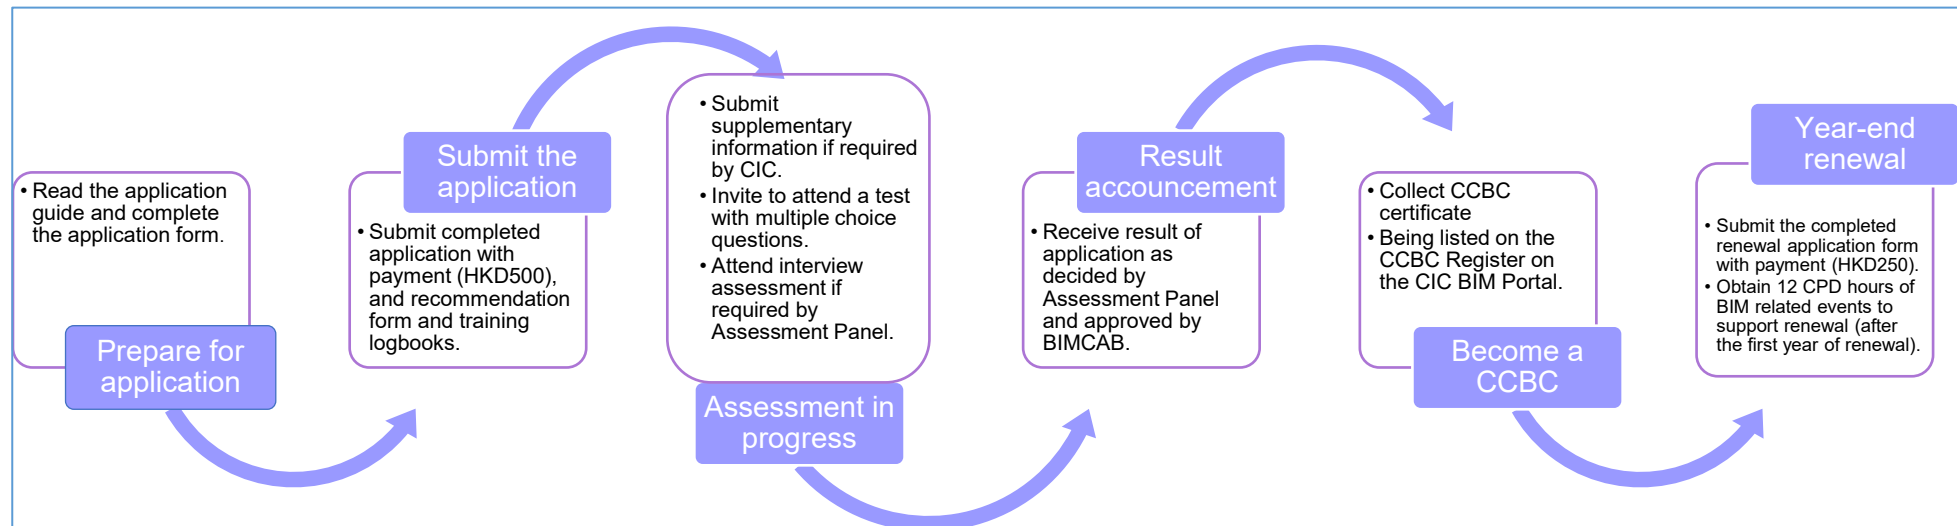 • Read the application
guide and complete
the application form.
Prepare for
application
Submit the
application
• Submit completed
application with
payment (HKD500),
and recommendation
form and training
logbooks.
• Submit
supplementary
information if required
by CIC.
• Invite to attend a test
with multiple choice
questions.
• Attend interview
assessment if
required by
Assessment Panel.
Assessment in
progress
Result
accouncement
• Receive result of
application as
decided by
Assessment Panel
and approved by
BIMCAB.
• Collect CCBC
certificate
• Being listed on the
CCBC Register on
the CIC BIM Portal.
Become a
CCBC
Year-end
renewal
• Submit the completed
renewal application form
with payment (HKD250).
• Obtain 12 CPD hours of
BIM related events to
support renewal (after
the first year of renewal).